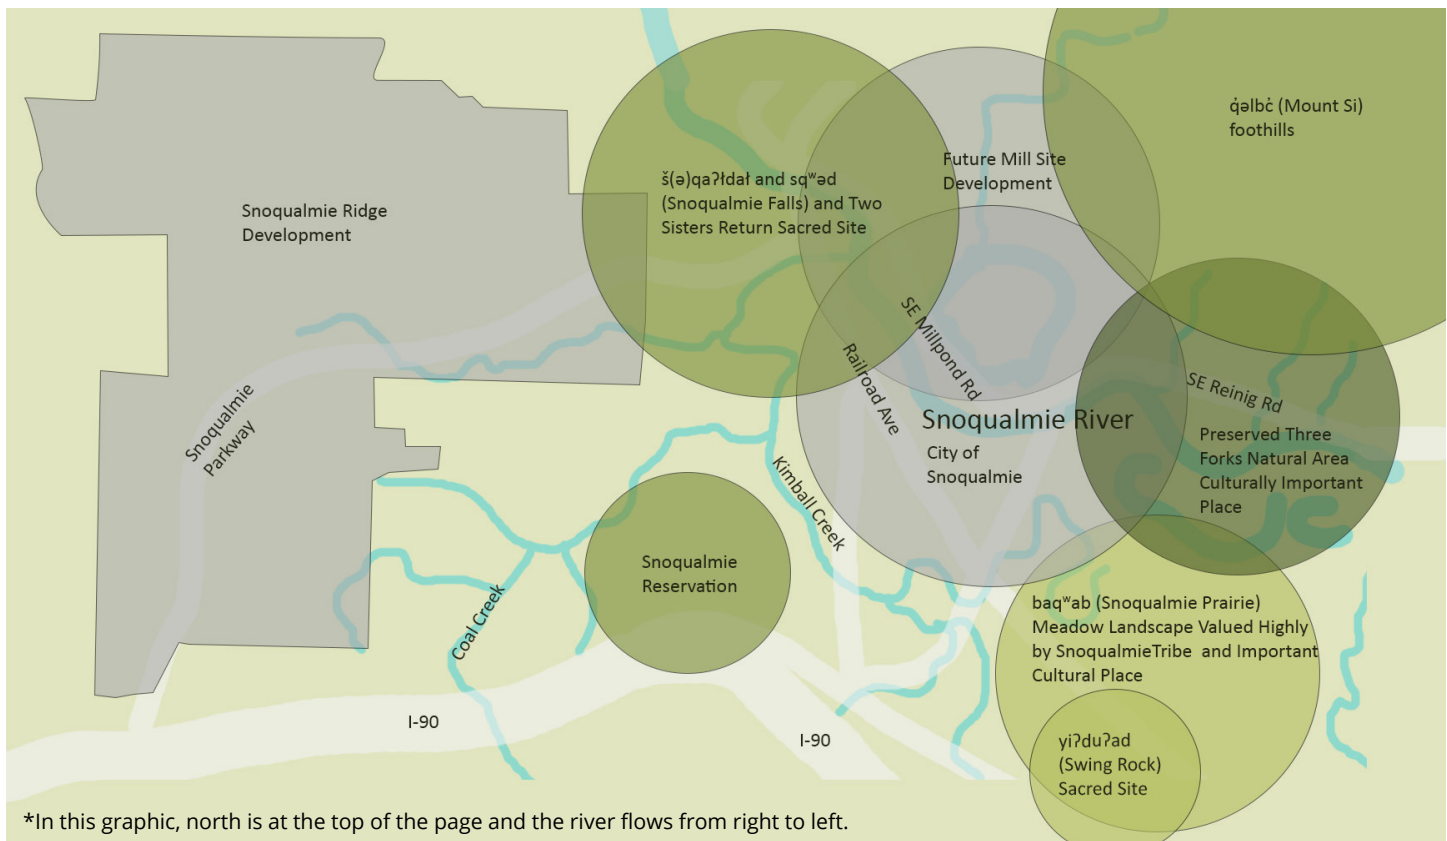 q̓əlbc̓ (Mount Si)
foothills
Future Mill Site
Development
š(ə)qaʔɫdaɫ and sqʷəd
(Snoqualmie Falls) and Two
Sisters Return Sacred Site
Snoqualmie Ridge
Development
SE Millpond Rd
Railroad Ave
SE Reinig Rd
Snoqualmie
Parkway
Snoqualmie River
City of
Snoqualmie
Preserved Three
Forks Natural Area
Culturally Important
Place
Kimball Creek
Snoqualmie
Reservation
Coal Creek
baqʷab (Snoqualmie Prairie)
Meadow Landscape Valued Highly
by SnoqualmieTribe and Important
Cultural Place
I-90
I-90
yiʔduʔad
(Swing Rock)
Sacred Site
*In this graphic, north is at the top of the page and the river flows from right to left.